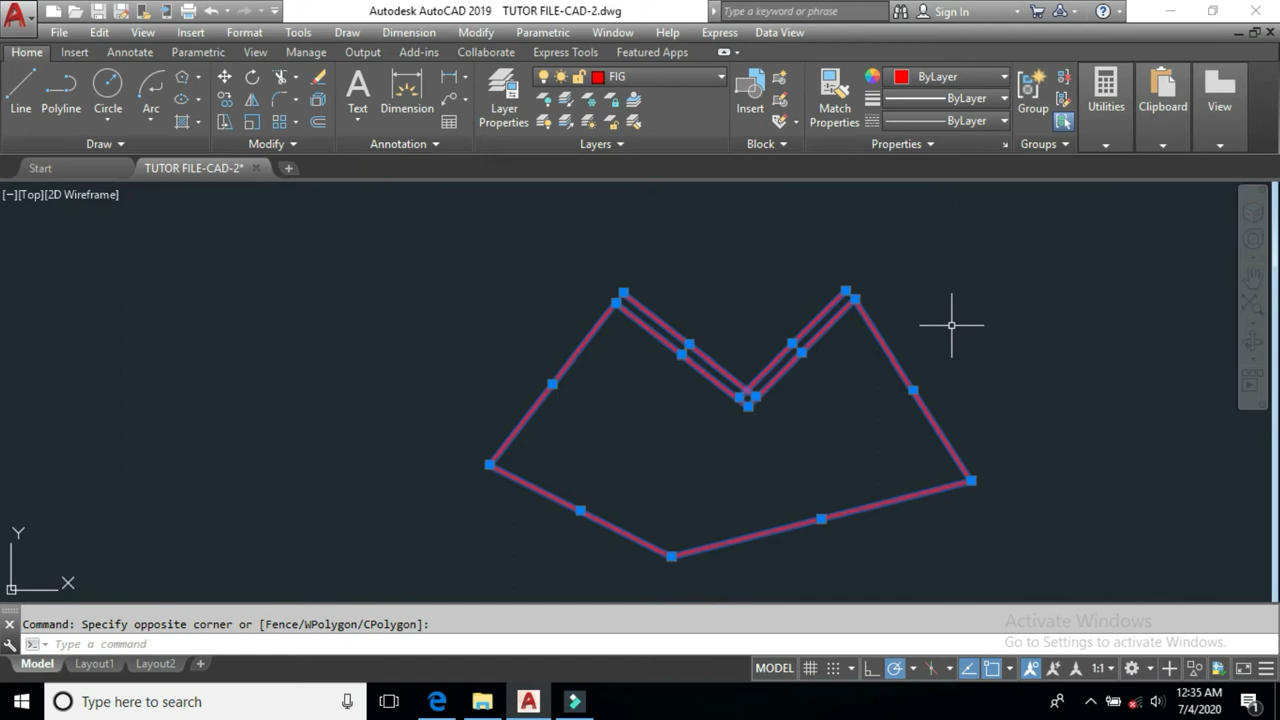 Autodesk AutoCAD 2019 TUTOR FILE-CAD-2.dwg
Type a keyword or phrase
Sign In
File Edit View Insert Format Tools Draw Dimension Modify Parametric Window Help Express Data View
Home Insert Annotate Parametric View Manage Output Add-ins Collaborate Express Tools Featured Apps
FIG
ByLayer
ByLayer
ByLayer
Line Polyline Circle Arc
Text Dimension
Layer
Properties
Insert
Match
Properties
Group
Utilities
Clipboard
View
Draw
Modify
Annotation
Layers
Block
Properties
Groups
Start
TUTOR FILE-CAD-2*
[−][Top][2D Wireframe]
Y
X
Command: Specify opposite corner or [Fence/WPolygon/CPolygon]:
Type a command
Activate Windows
Go to Settings to activate Windows.
Model Layout1 Layout2
MODEL
1:1
Type here to search
12:35 AM
7/4/2020
1